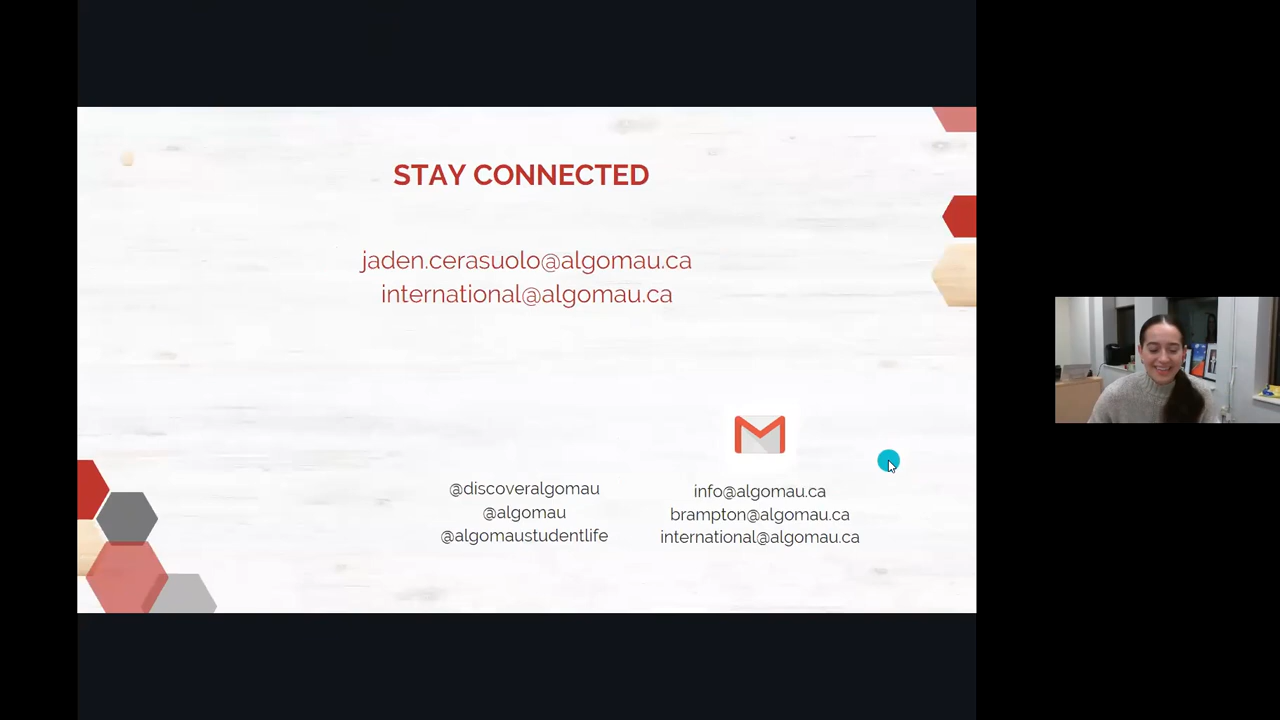 STAY CONNECTED
jaden.cerasuolo@algomau.ca
international@algomau.ca
@discoveralgomau
@algomau
@algomaustudentlife
info@algomau.ca
brampton@algomau.ca
international@algomau.ca